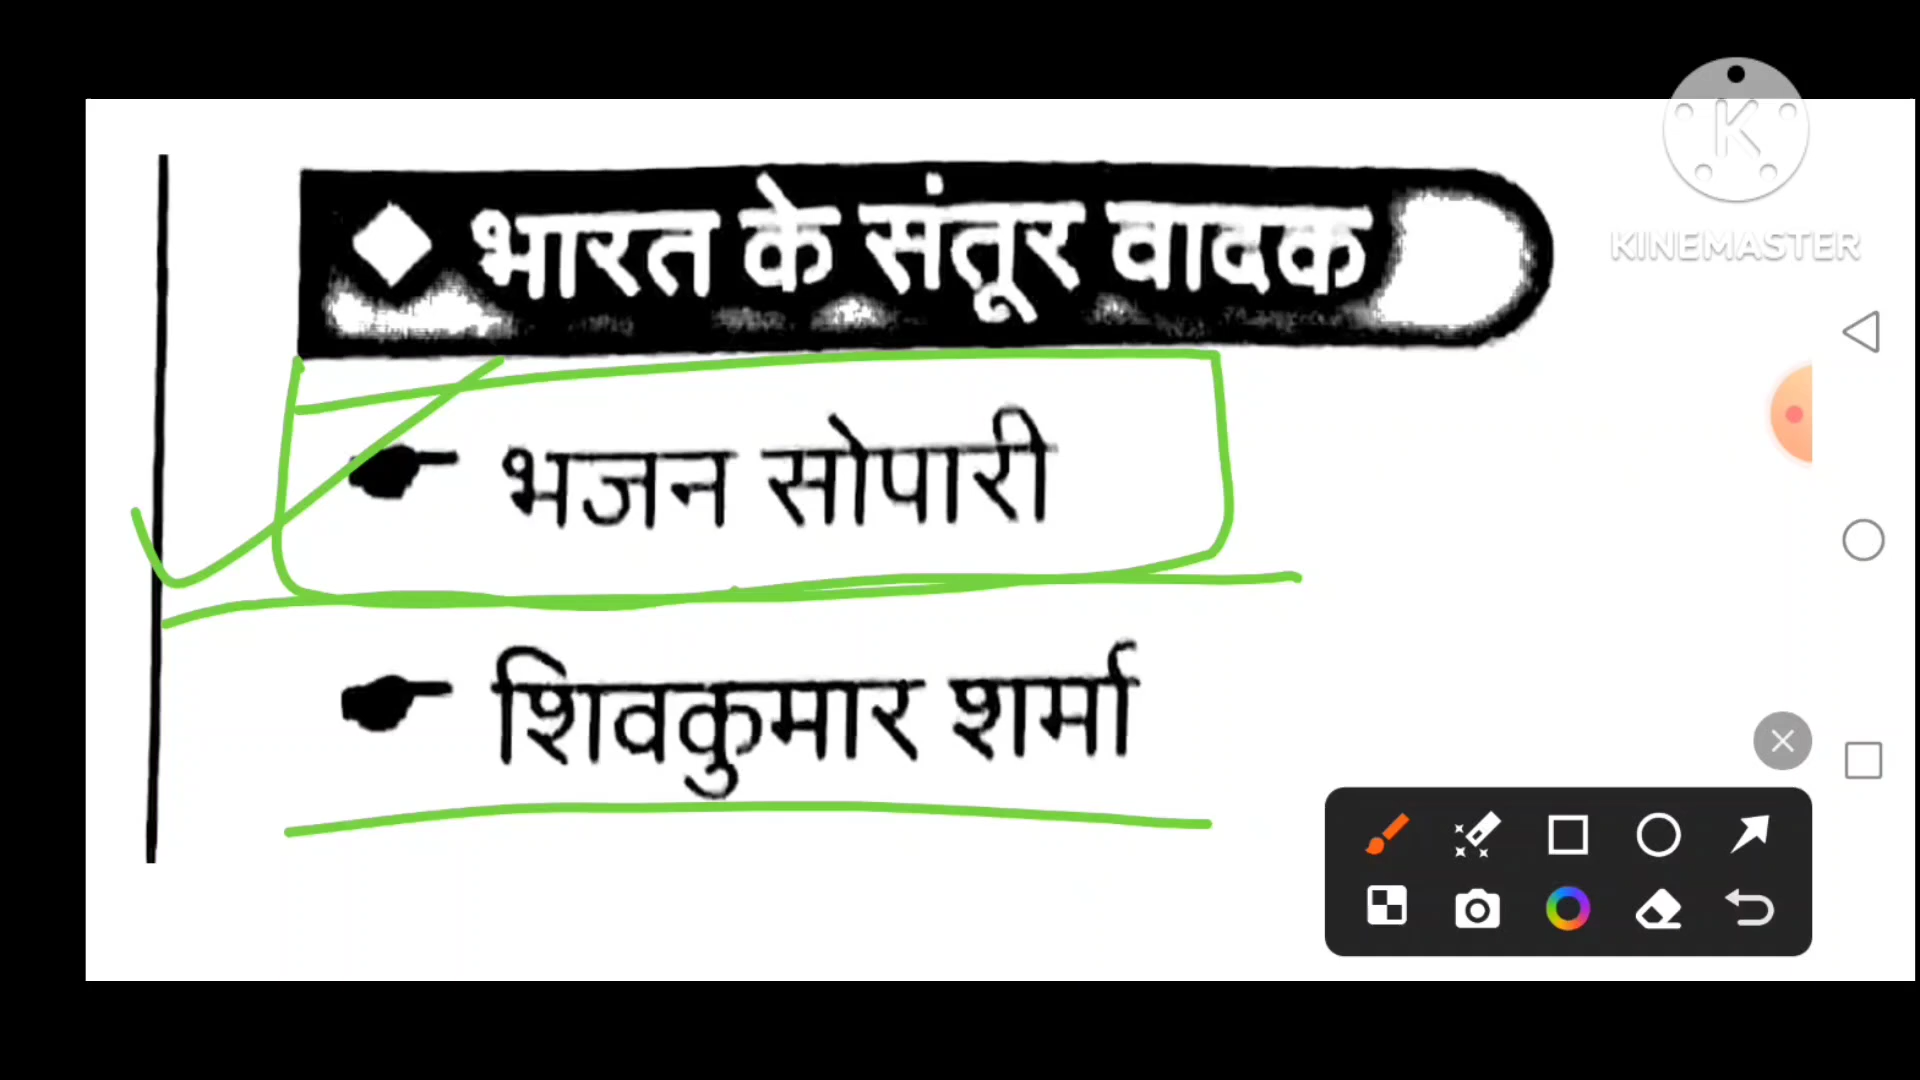 भारत के संतूर वादक
भजन सोपारी
शिवकुमार शर्मा
K
KINEMASTER